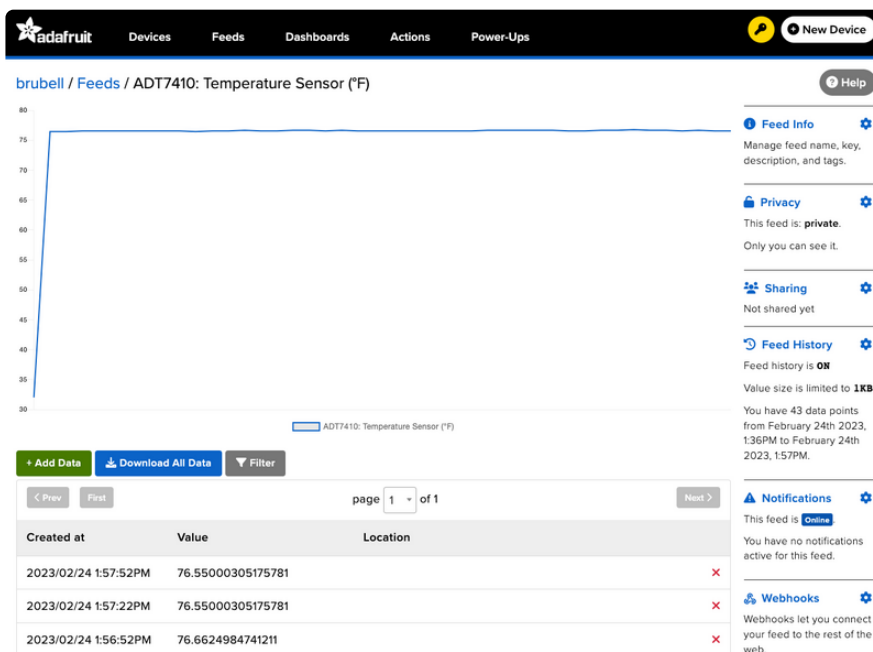 adafruit Devices Feeds Dashboards Actions Power-Ups New Device
brubell / Feeds / ADT7410: Temperature Sensor (°F)
Help
80
75
70
65
60
55
50
45
40
35
30
ADT7410: Temperature Sensor (°F)
+ Add Data Download All Data Filter
< Prev First page 1 of 1 Next >
Created at Value Location
2023/02/24 1:57:52PM 76.55000305175781
2023/02/24 1:57:22PM 76.55000305175781
2023/02/24 1:56:52PM 76.6624984741211
Feed Info
Manage feed name, key,
description, and tags.
Privacy
This feed is: private.
Only you can see it.
Sharing
Not shared yet
Feed History
Feed history is ON
Value size is limited to 1KB
You have 43 data points
from February 24th 2023,
1:36PM to February 24th
2023, 1:57PM.
Notifications
This feed is Online.
You have no notifications
active for this feed.
Webhooks
Webhooks let you connect
your feed to the rest of the
web.